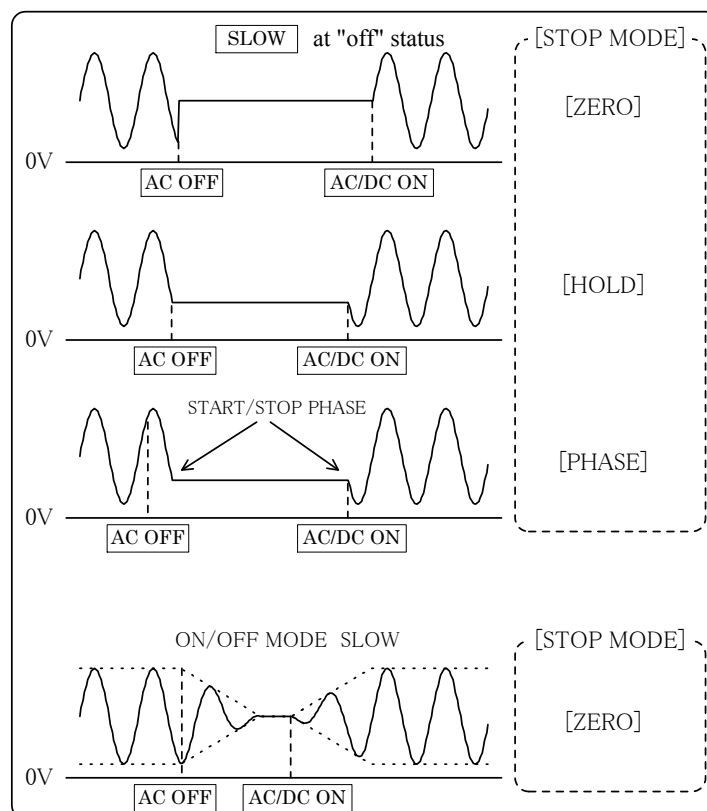 SLOW at "off" status
[STOP MODE]
[ZERO]
0V
AC OFF
AC/DC ON
[HOLD]
0V
AC OFF
AC/DC ON
START/STOP PHASE
[PHASE]
0V
AC OFF
AC/DC ON
ON/OFF MODE SLOW
[STOP MODE]
[ZERO]
0V
AC OFF
AC/DC ON